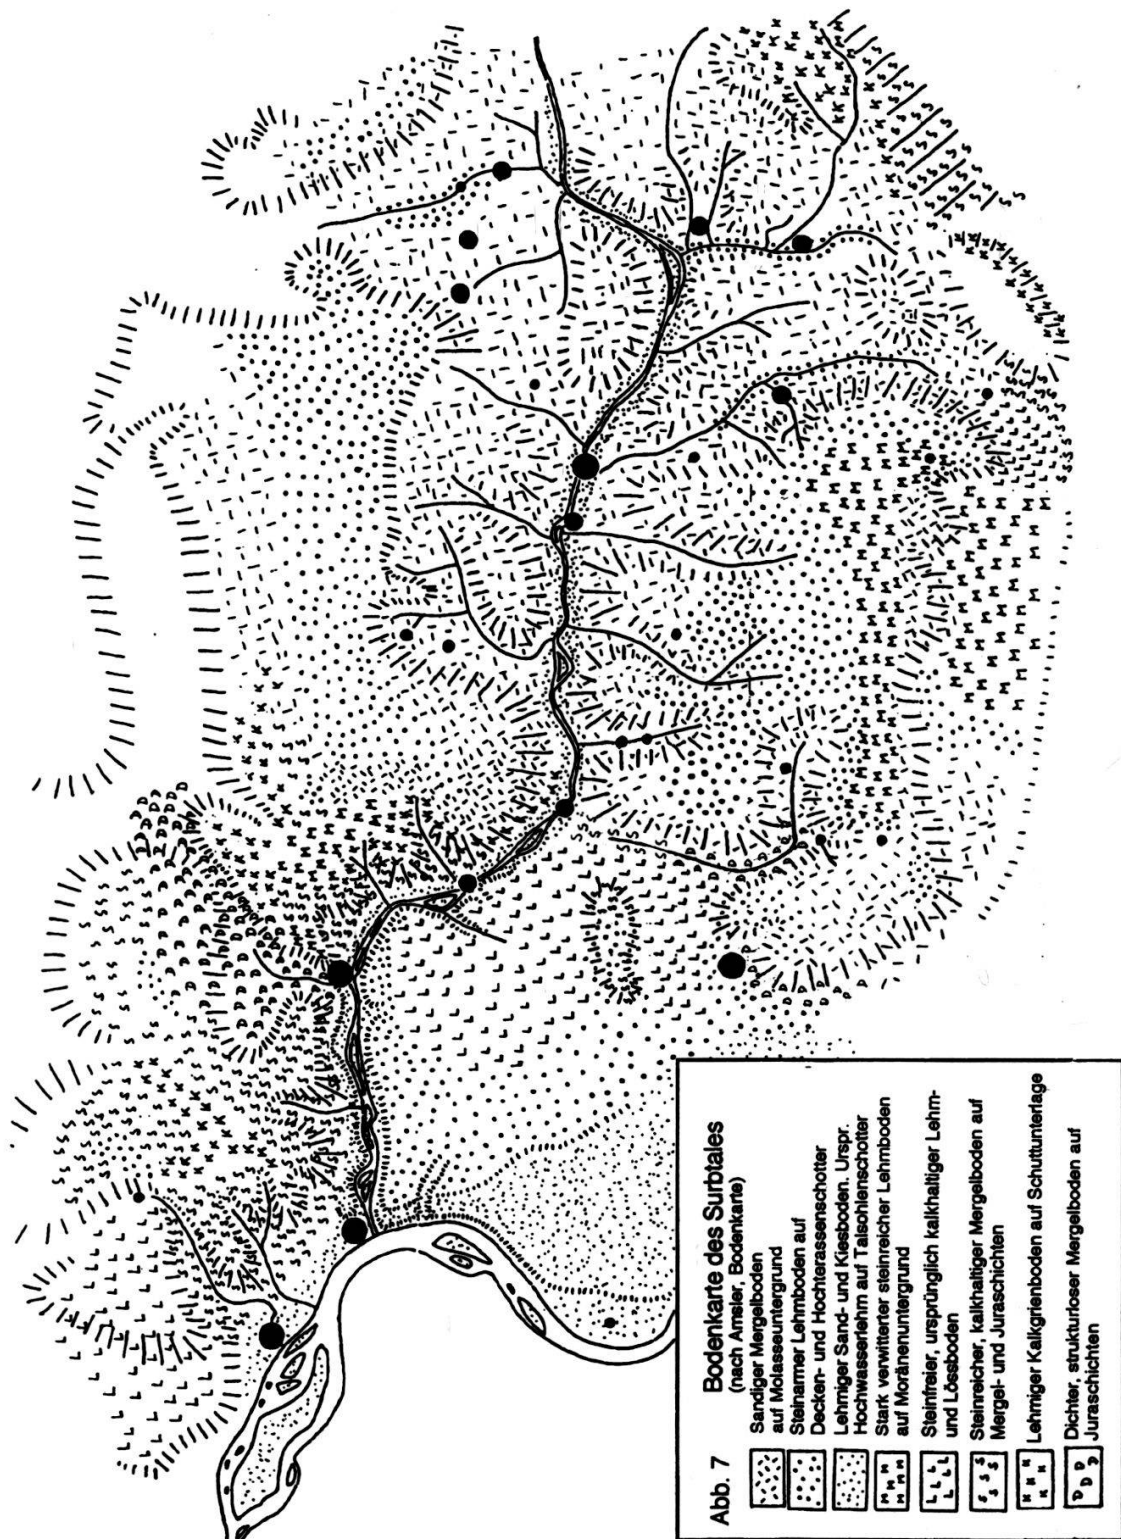 Abb. 7
Bodenkarte des Surbtales
(nach Amsler, Bodenkarte)
Sandiger Mergelboden
auf Molasseuntergrund
Steinarmer Lehmboden auf
Decken- und Hochterassenschotter
Lehmiger Sand- und Kiesboden. Urspr.
Hochwasserlehm auf Talsohlenschotter
M M M
M M M
Stark verwitterter steinreicher Lehmboden
auf Moränenuntergrund
L L L
L L L
Steinfreier, ursprünglich kalkhaltiger Lehm-
und Lössboden
S S S
S S
Steinreicher, kalkhaltiger Mergelboden auf
Mergel- und Juraschichten
K K K
K K
Lehmiger Kalkgrienboden auf Schuttunterlage
D D D
D D
Dichter, strukturloser Mergelboden auf
Juraschichten